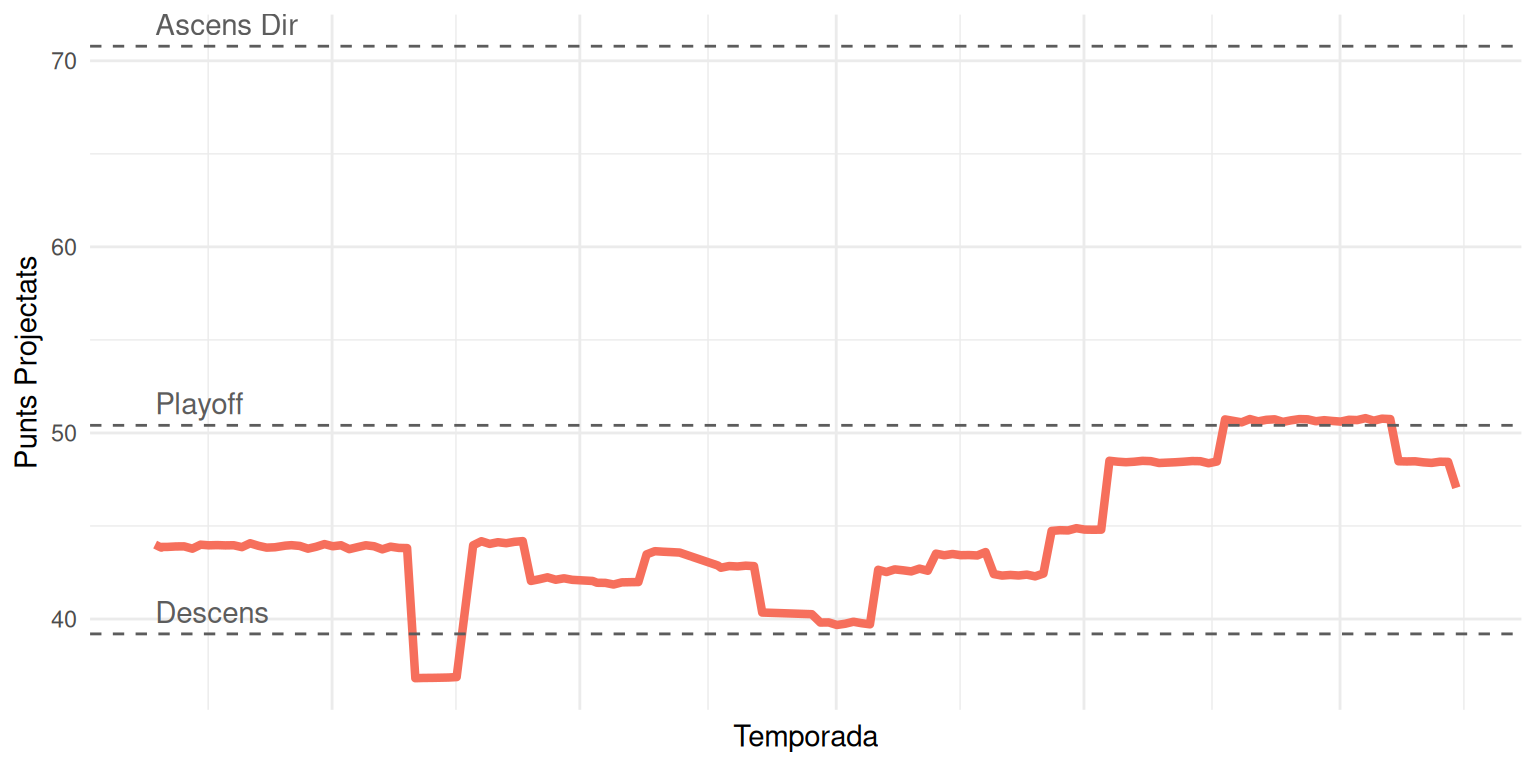 Ascens Dir
70
60
Punts Projectats
Playoff
50
Descens
40
Temporada